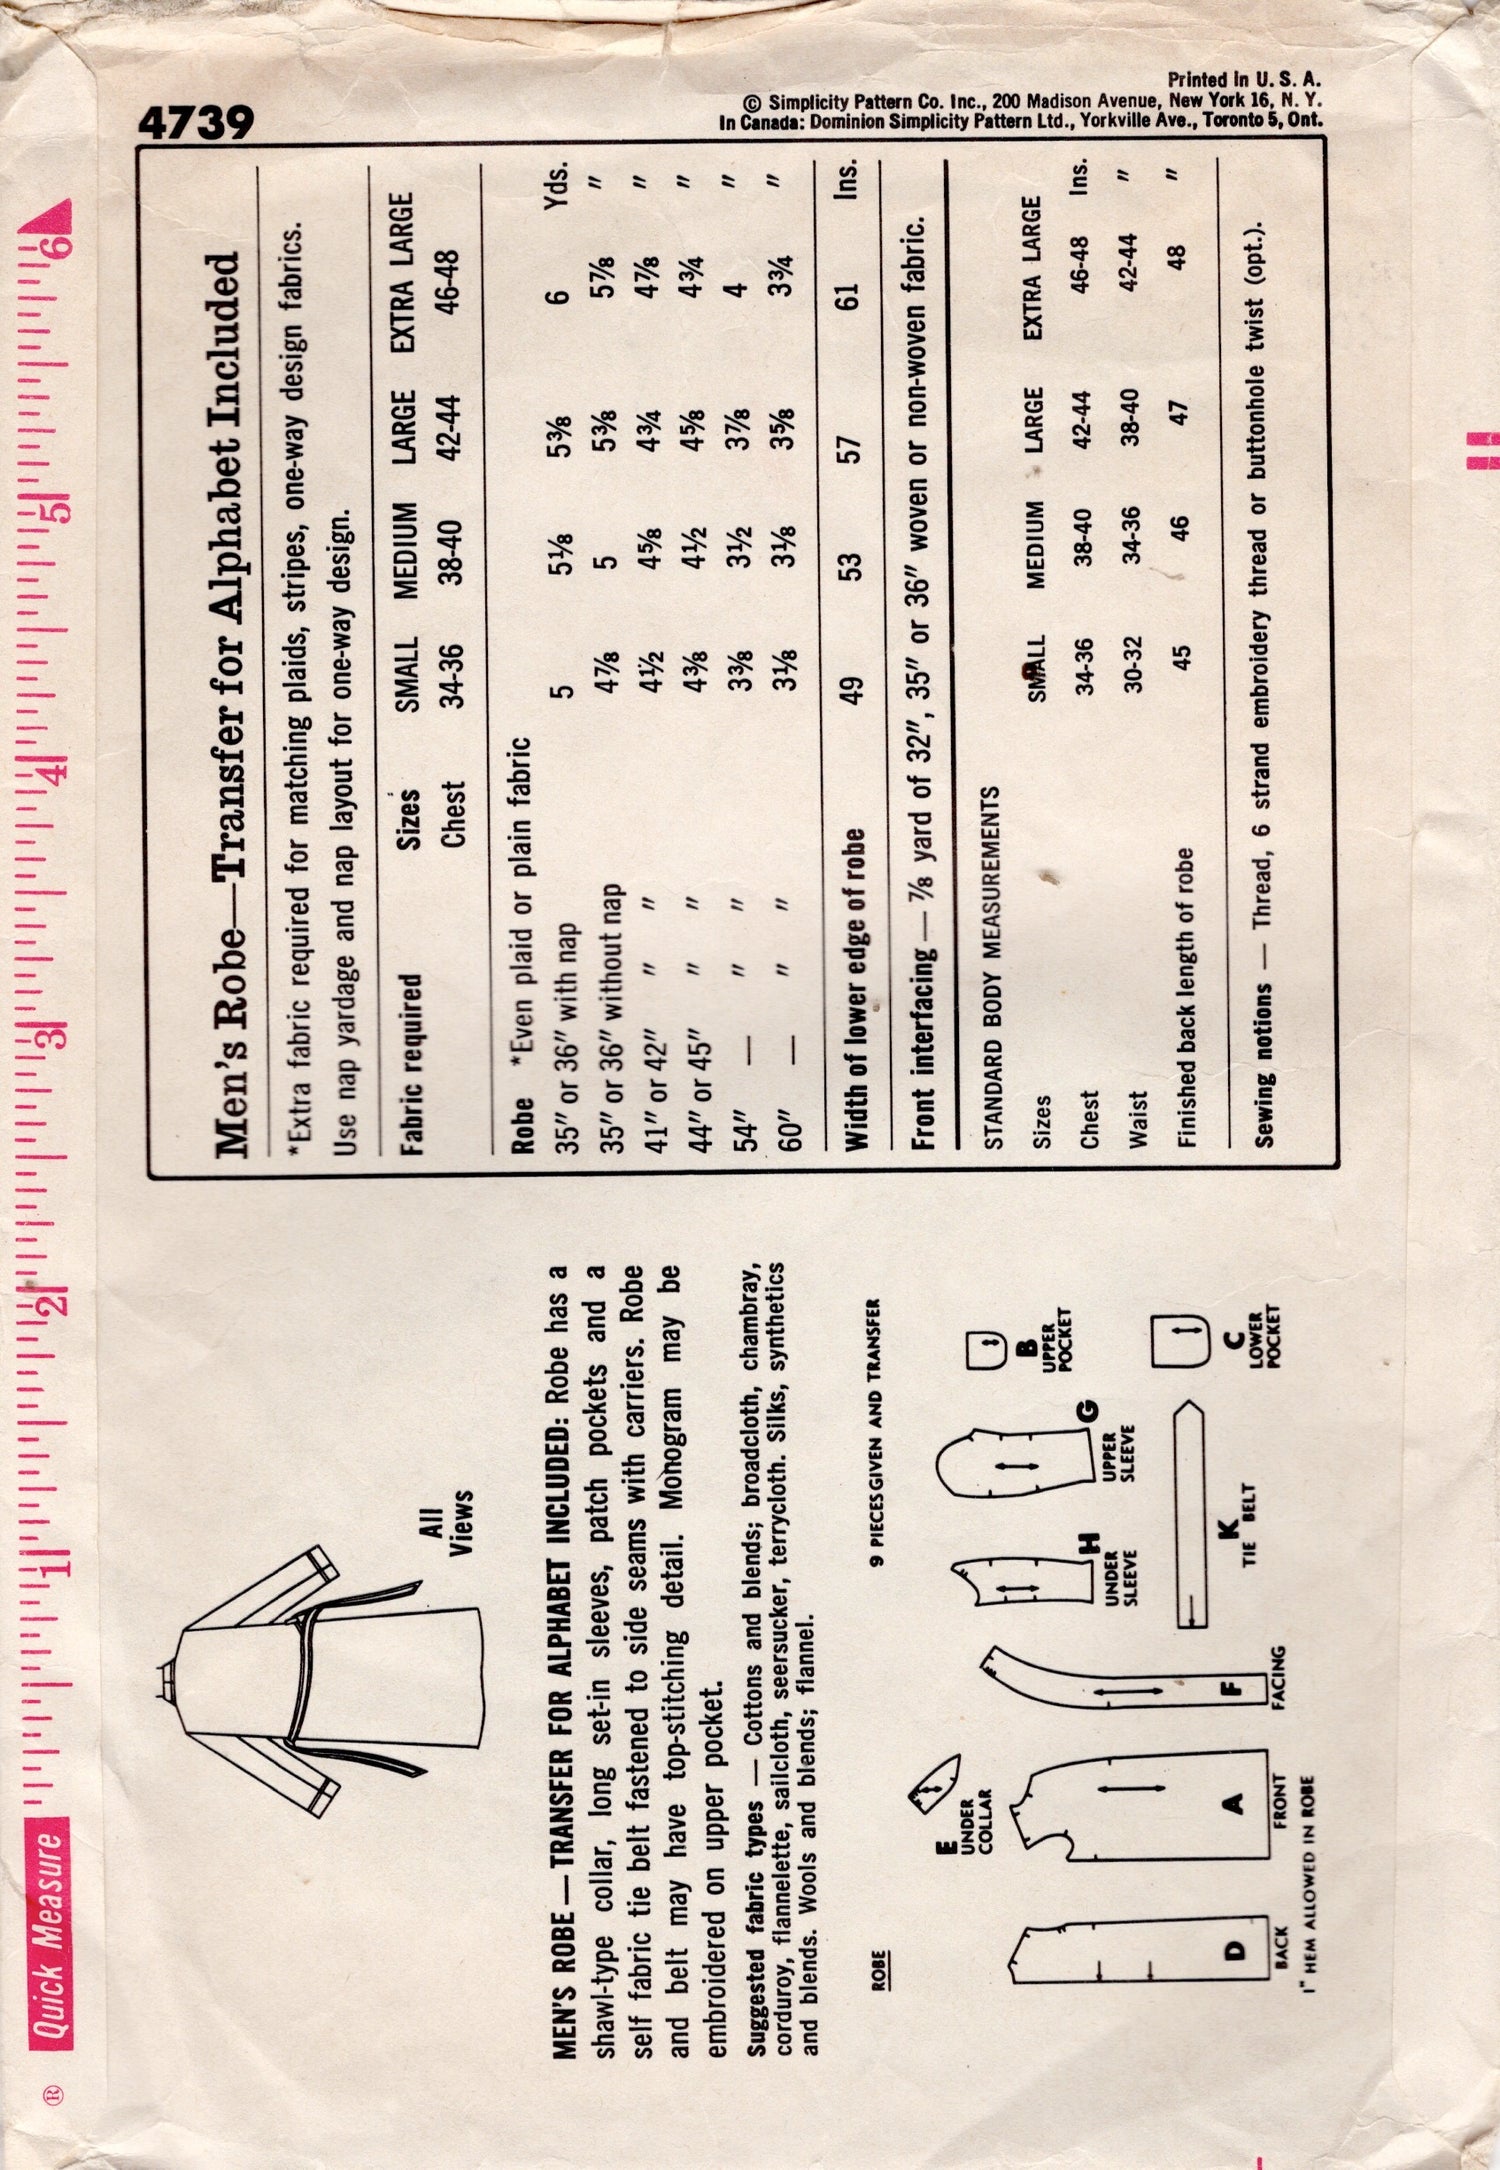 4739
Printed in U. S. A.
© Simplicity Pattern Co. Inc., 200 Madison Avenue, New York 16, N. Y.
In Canada: Dominion Simplicity Pattern Ltd., Yorkville Ave., Toronto 5, Ont.
Men's Robe—Transfer for Alphabet Included
*Extra fabric required for matching plaids, stripes, one-way design fabrics.
Use nap yardage and nap layout for one-way design.
Fabric required Sizes SMALL MEDIUM LARGE EXTRA LARGE
Chest 34-36 38-40 42-44 46-48
Robe *Even plaid or plain fabric
35" or 36" with nap 5 5⅛ 5⅜ 6 Yds.
35" or 36" without nap 4⅞ 5 5⅜ 5⅞ "
41" or 42" " " 4½ 4⅝ 4¾ 4⅞ "
44" or 45" " " 4⅜ 4½ 4⅝ 4¾ "
54" — " " 3⅜ 3½ 3⅞ 4 "
60" — " " 3⅛ 3⅛ 3⅝ 3¾ "
Width of lower edge of robe 49 53 57 61 Ins.
Front interfacing — ⅞ yard of 32", 35" or 36" woven or non-woven fabric.
STANDARD BODY MEASUREMENTS
Sizes SMALL MEDIUM LARGE EXTRA LARGE
Chest 34-36 38-40 42-44 46-48 Ins.
Waist 30-32 34-36 38-40 42-44 "
Finished back length of robe 45 46 47 48 "
Sewing notions — Thread, 6 strand embroidery thread or buttonhole twist (opt.).
All
Views
MEN'S ROBE — TRANSFER FOR ALPHABET INCLUDED: Robe has a
shawl-type collar, long set-in sleeves, patch pockets and a
self fabric tie belt fastened to side seams with carriers. Robe
and belt may have top-stitching detail. Monogram may be
embroidered on upper pocket.
Suggested fabric types — Cottons and blends; broadcloth, chambray,
corduroy, flannelette, sailcloth, seersucker, terrycloth. Silks, synthetics
and blends. Wools and blends; flannel.
ROBE
9 PIECES GIVEN AND TRANSFER
D
BACK
A
FRONT
E
UNDER
COLLAR
F
FACING
H
UNDER
SLEEVE
G
UPPER
SLEEVE
B
UPPER
POCKET
K
TIE BELT
C
LOWER
POCKET
1" HEM ALLOWED IN ROBE
® Quick Measure 1 2 3 4 5 6